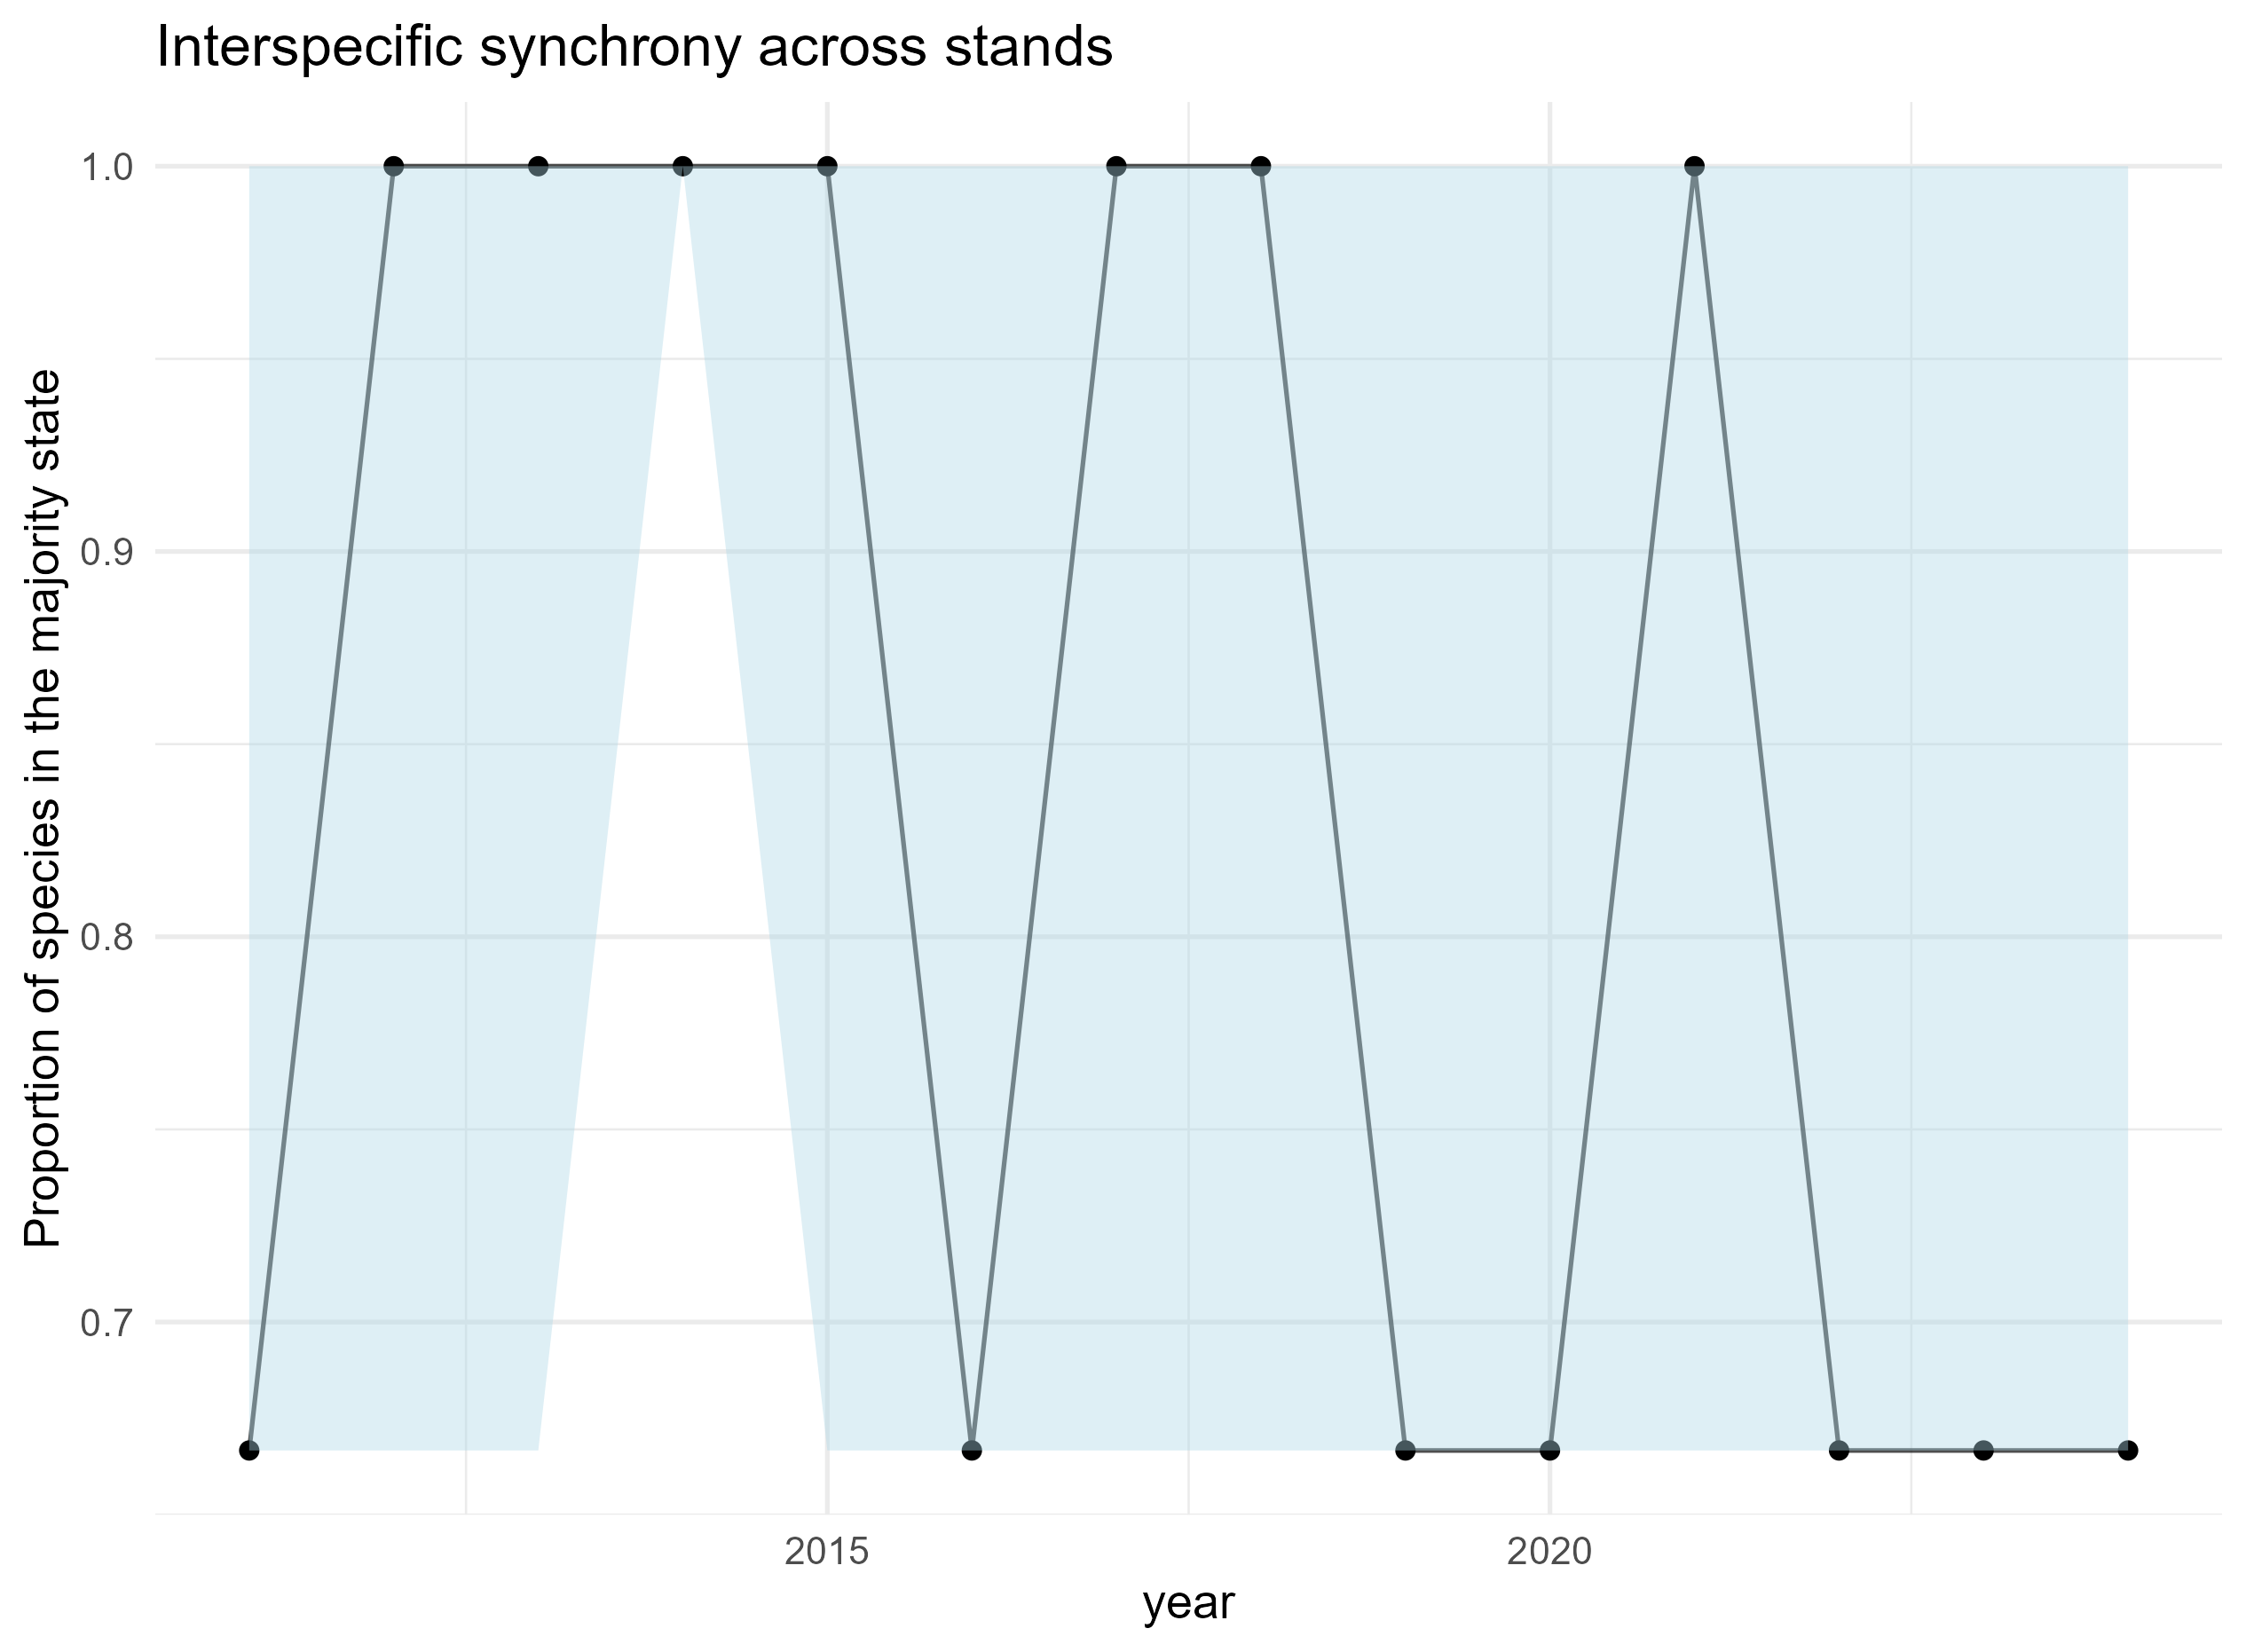 Interspecific synchrony across stands
Proportion of species in the majority state
1.0
0.9
0.8
0.7
2015
2020
year